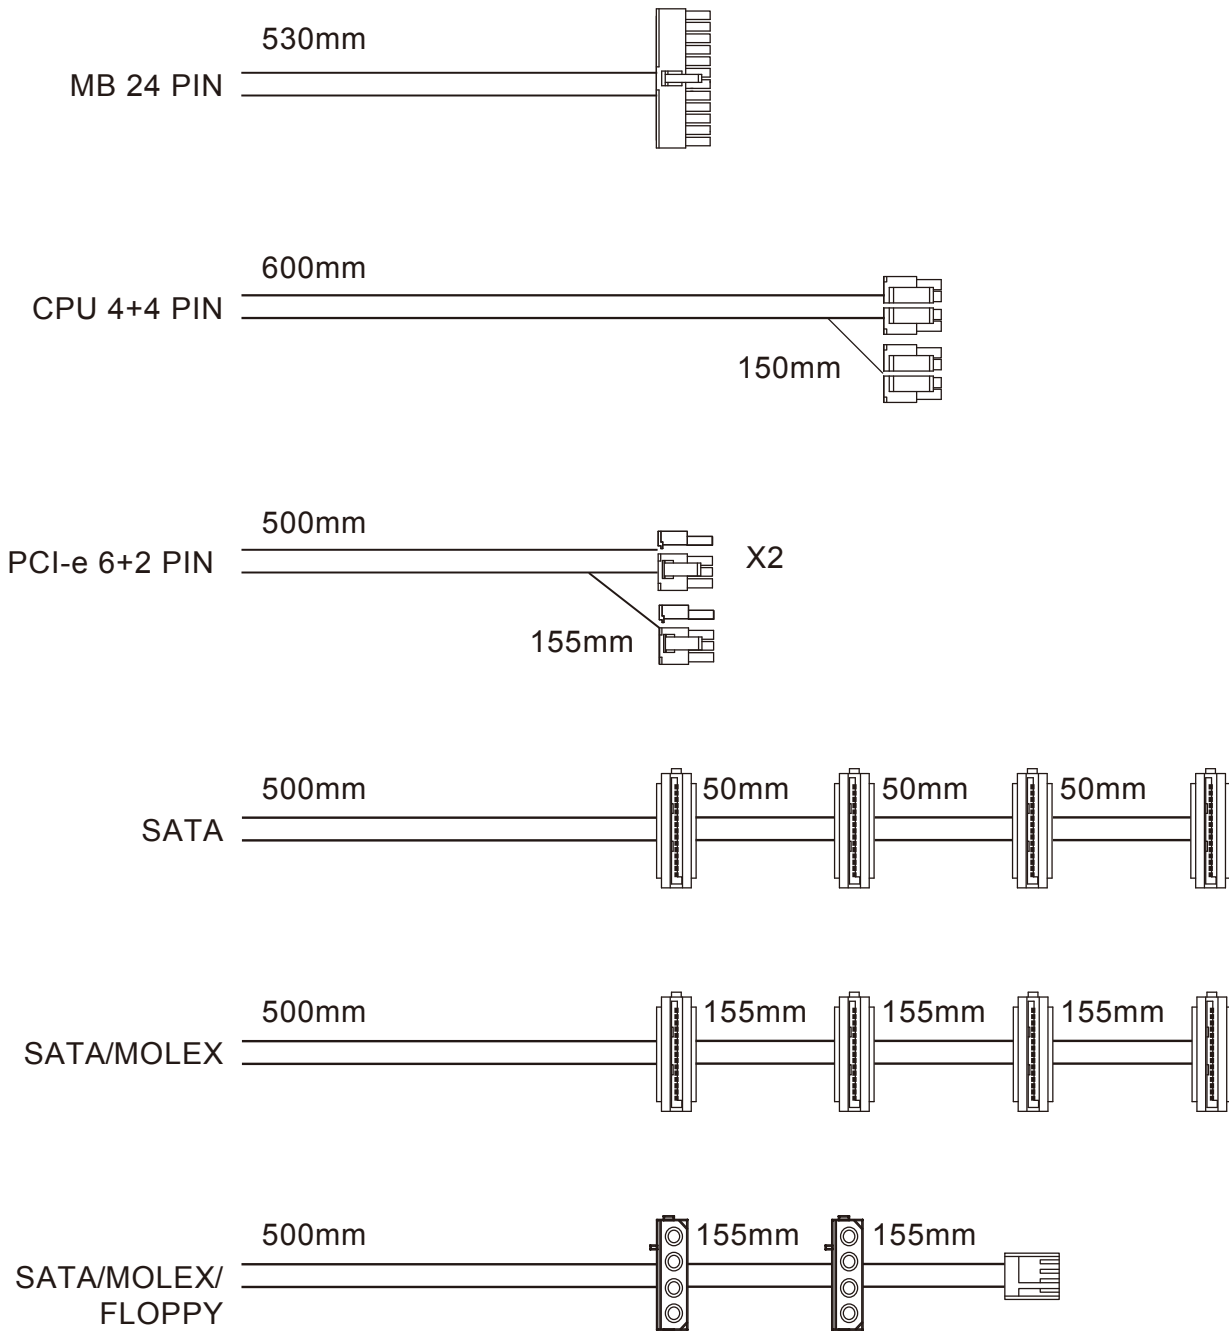 530mm
MB 24 PIN
600mm
CPU 4+4 PIN
150mm
500mm
PCI-e 6+2 PIN
X2
155mm
500mm 50mm 50mm 50mm
SATA
500mm 155mm 155mm 155mm
SATA/MOLEX
500mm 155mm 155mm
SATA/MOLEX/
FLOPPY